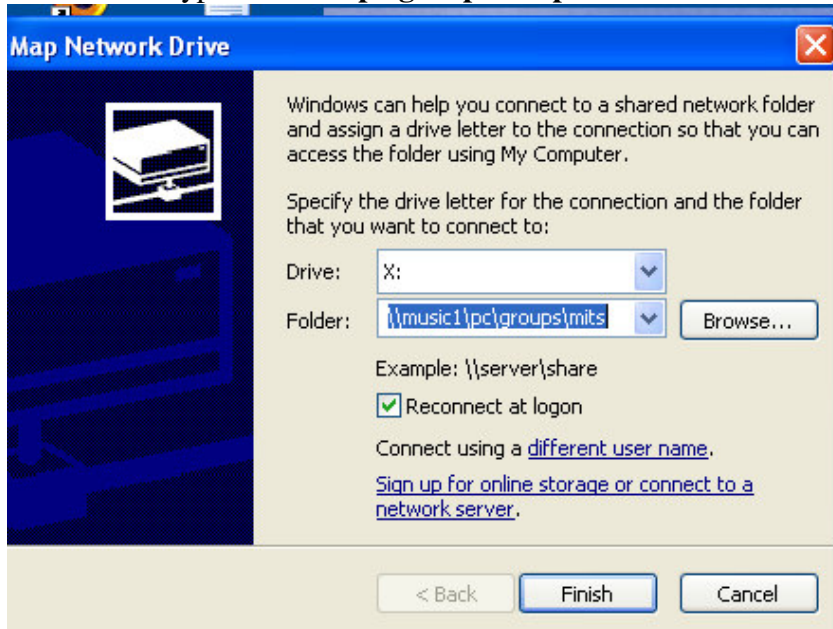 Map Network Drive
Windows can help you connect to a shared network folder
and assign a drive letter to the connection so that you can
access the folder using My Computer.
Specify the drive letter for the connection and the folder
that you want to connect to:
Drive: X:
Folder: \\music1\pc\groups\mits Browse...
Example: \\server\share
Reconnect at logon
Connect using a different user name.
Sign up for online storage or connect to a
network server.
< Back Finish Cancel